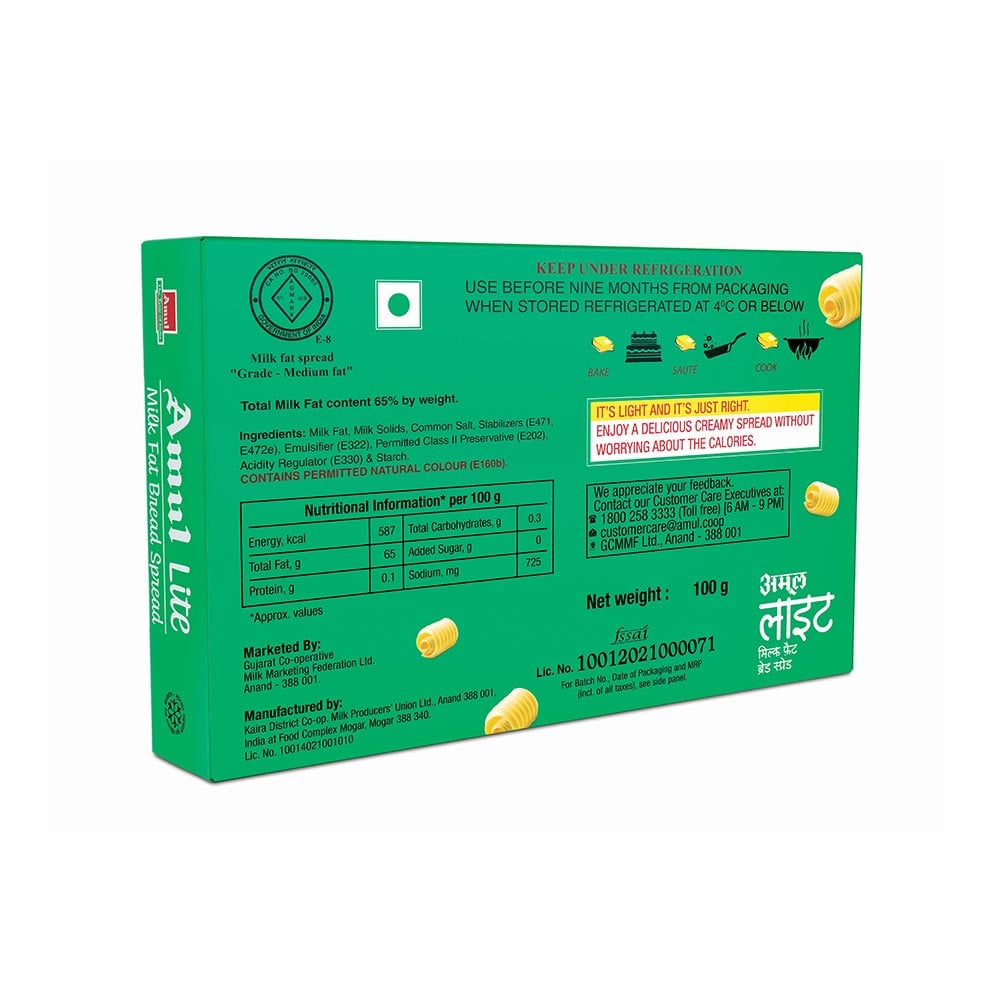 Amul
Amul Lite
Milk Fat Bread Spread
भारत सरकार
AGMARK
GOVERNMENT OF INDIA
E-8
Milk fat spread
"Grade - Medium fat"
Total Milk Fat content 65% by weight.
Ingredients: Milk Fat, Milk Solids, Common Salt, Stabilizers (E471,
E472e), Emulsifier (E322), Permitted Class II Preservative (E202),
Acidity Regulator (E330) & Starch.
CONTAINS PERMITTED NATURAL COLOUR (E160b).
Nutritional Information* per 100 g
Energy, kcal 587 Total Carbohydrates, g 0.3
Total Fat, g 65 Added Sugar, g 0
Protein, g 0.1 Sodium, mg 725
*Approx. values
Marketed By:
Gujarat Co-operative
Milk Marketing Federation Ltd.
Anand - 388 001.
Manufactured by:
Kaira District Co-op. Milk Producers' Union Ltd., Anand 388 001,
India at Food Complex Mogar, Mogar 388 340.
Lic. No. 10014021001010
KEEP UNDER REFRIGERATION
USE BEFORE NINE MONTHS FROM PACKAGING
WHEN STORED REFRIGERATED AT 4ºC OR BELOW
BAKE SAUTÉ COOK
IT'S LIGHT AND IT'S JUST RIGHT.
ENJOY A DELICIOUS CREAMY SPREAD WITHOUT
WORRYING ABOUT THE CALORIES.
We appreciate your feedback.
Contact our Customer Care Executives at:
1800 258 3333 (Toll free) [6 AM - 9 PM]
customercare@amul.coop
GCMMF Ltd., Anand - 388 001
Net weight : 100 g
fssai
Lic. No. 10012021000071
For Batch No., Date of Packaging and MRP
(incl. of all taxes), see side panel.
अमूल
लाइट
मिल्क फ़ॅट
ब्रेड स्प्रेड